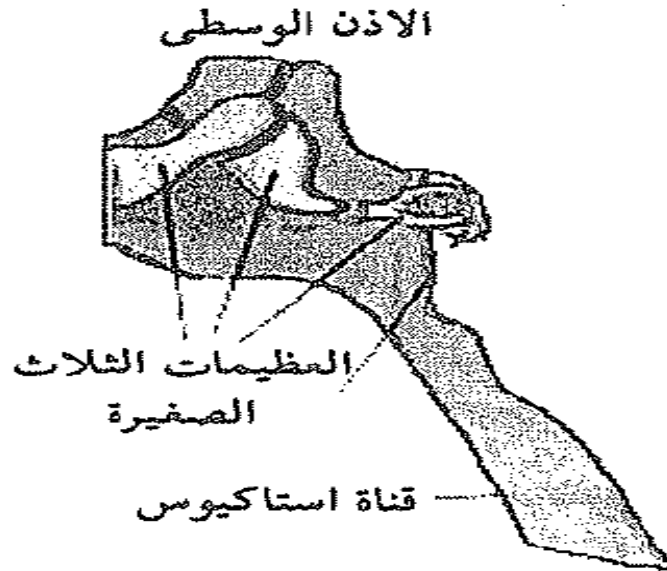 الاذن الوسطى
العظيمات الثلاث
الصغيرة
قناة استاكيوس